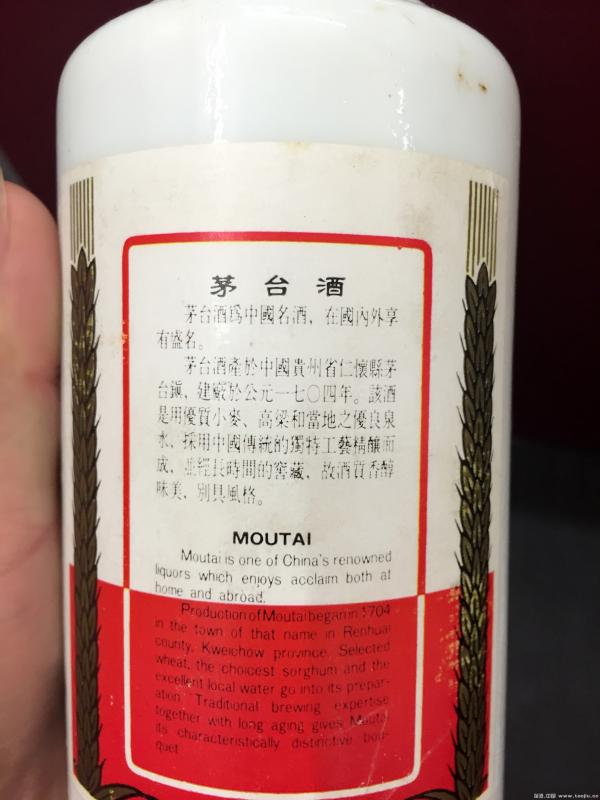 茅台酒
茅台酒爲中國名酒，在國內外享
有盛名。
茅台酒產於中國貴州省仁懷縣茅
台鎭，建廠於公元一七〇四年。該酒
是用優質小麥、高粱和當地之優良泉
水，採用中國傳統的獨特工藝精釀而
成，並經長時間的窖藏，故酒質香醇
味美，別具風格。
MOUTAI
Moutai is one of China's renowned
liquors which enjoys acclaim both at
home and abroad.
Production of Moutai began in 1704
in the town of that name in Renhuai
county, Kweichow province. Selected
wheat, the choicest sorghum and the
excellent local water go into its prepar-
ation. Traditional brewing expertise
together with long aging gives Moutai
its characteristically distinctive bou-
quet